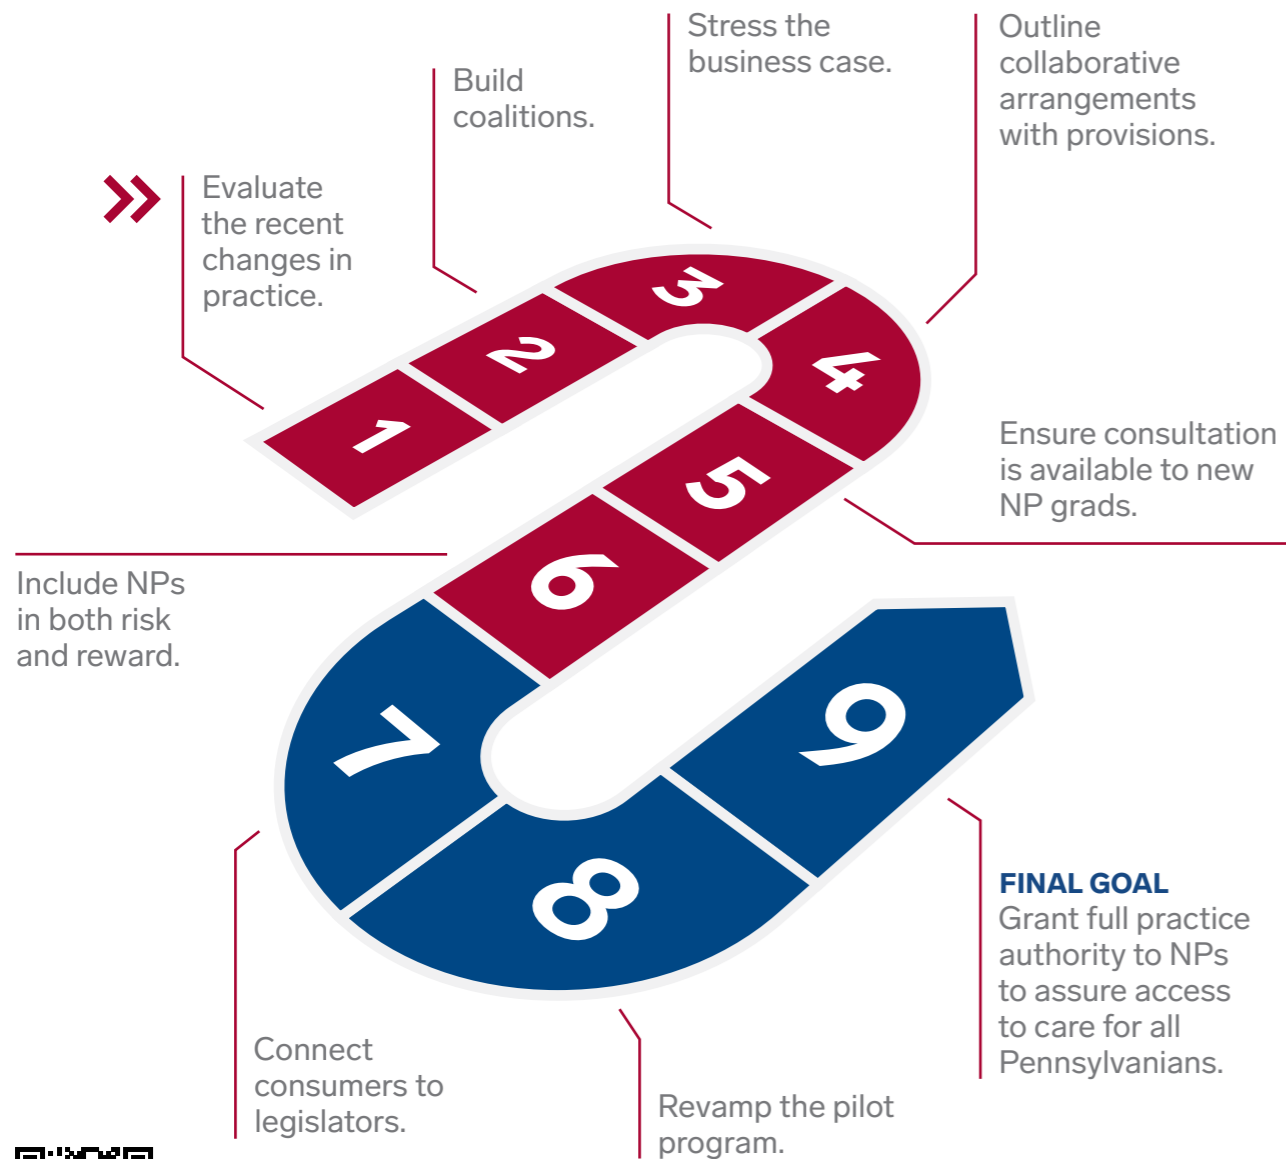 Evaluate
the recent
changes in
practice.
Build
coalitions.
Stress the
business case.
Outline
collaborative
arrangements
with provisions.
1
2
3
4
Ensure consultation
is available to new
NP grads.
5
6
Include NPs
in both risk
and reward.
7
8
9
Connect
consumers to
legislators.
Revamp the pilot
program.
FINAL GOAL
Grant full practice
authority to NPs
to assure access
to care for all
Pennsylvanians.